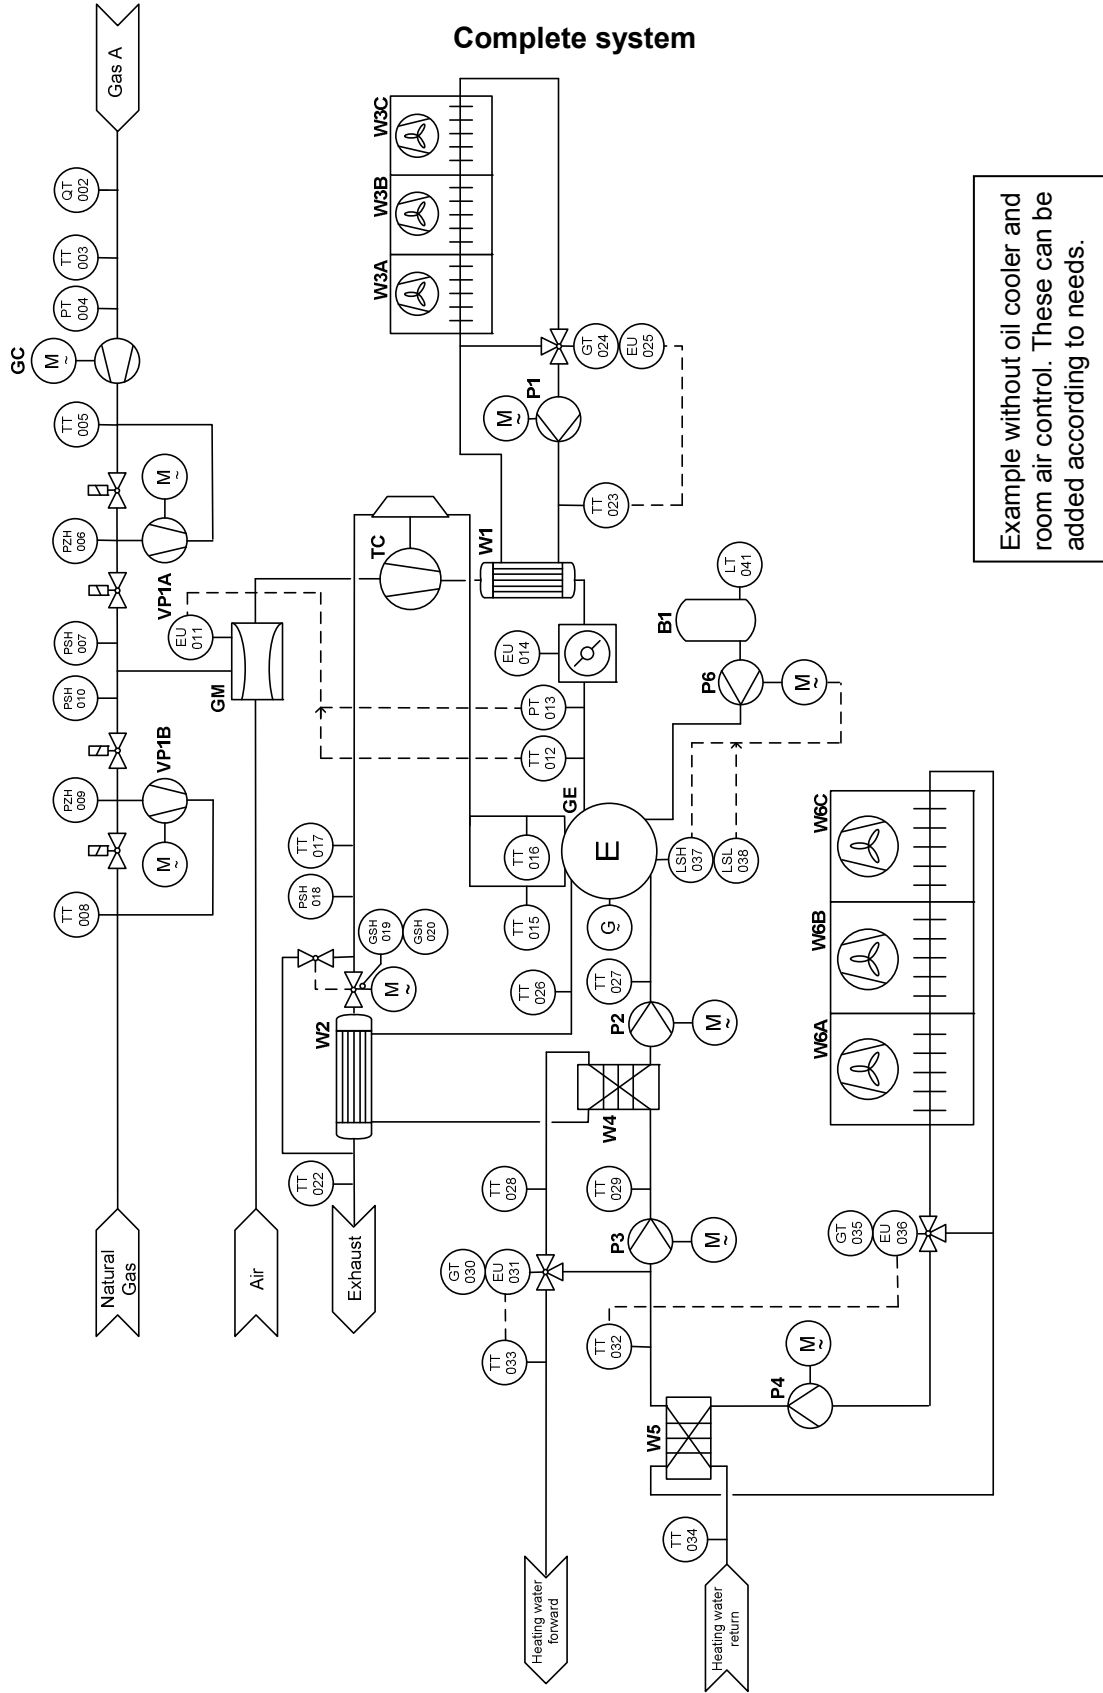 Complete system
Gas A
QT
002
TT
003
PT
004
GC
M
~
TT
005
M
~
PZH
006
VP1A
PSH
007
PSH
010
EU
011
GM
VP1B
PZH
009
M
~
TT
008
Natural
Gas
Air
Exhaust
W3A
W3B
W3C
GT
024
EU
025
P1
M
~
TT
023
TC
W1
EU
014
PT
013
TT
012
GE
E
G
~
TT
016
TT
015
TT
017
PSH
018
GSH
019
GSH
020
M
~
W2
TT
022
TT
026
TT
027
P2
M
~
W4
TT
028
TT
029
P3
M
~
GT
030
EU
031
TT
033
TT
032
LT
041
B1
P6
M
~
LSH
037
LSL
038
W6A
W6B
W6C
GT
035
EU
036
P4
M
~
W5
TT
034
Heating water
forward
Heating water
return
Example without oil cooler and
room air control. These can be
added according to needs.